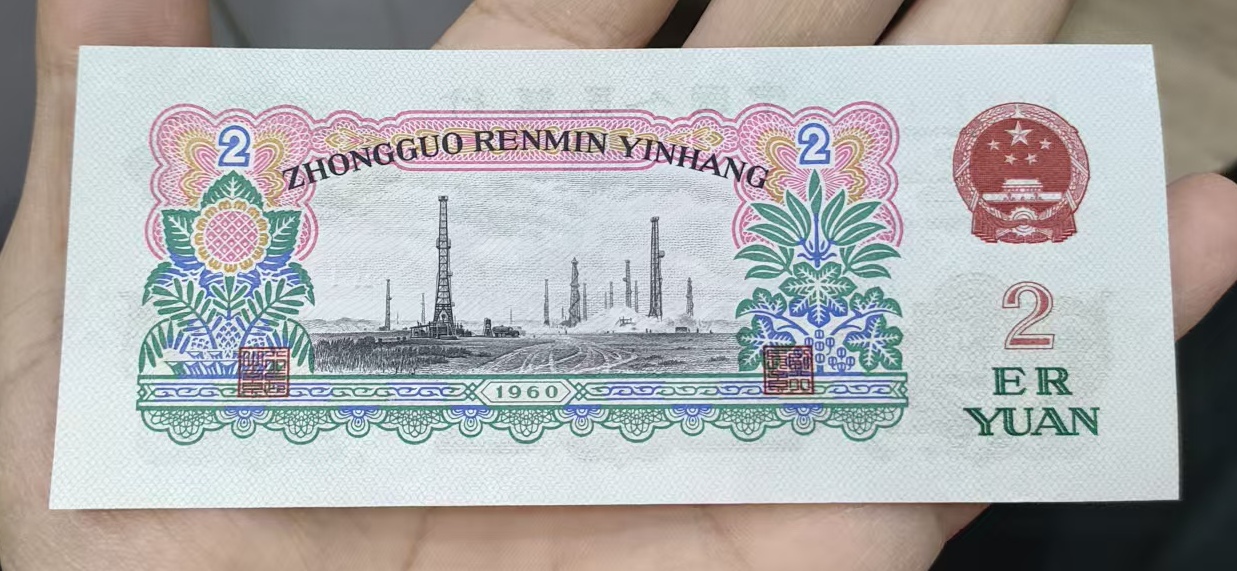 2
2
ZHONGGUO RENMIN YINHANG
1960
2
ER
YUAN